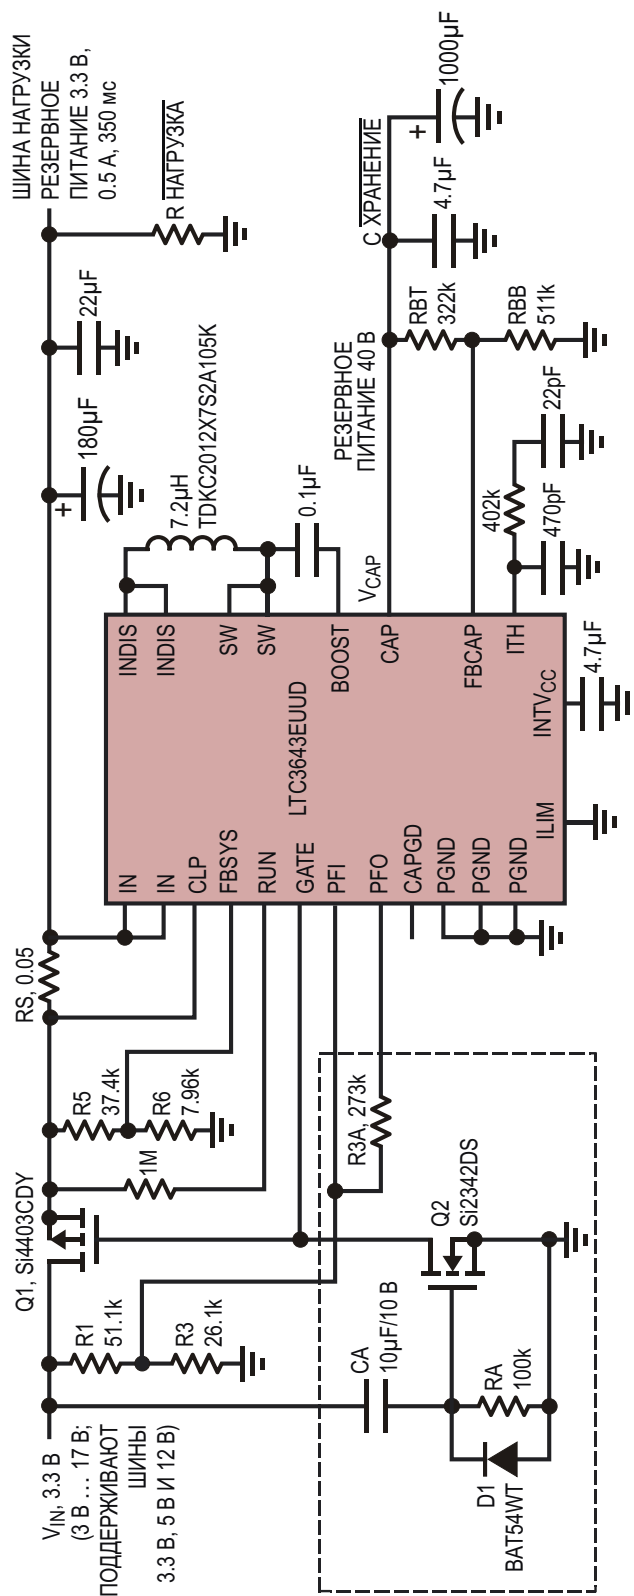 V_IN, 3.3 В
(3 В … 17 В;
ПОДДЕРЖИВАЮТ
ШИНЫ
3.3 В, 5 В И 12 В)
Q1, Si4403CDY
R1
51.1k
R3
26.1k
1M
R5
37.4k
R6
7.96k
RS, 0.05
CA
10µF/10 В
D1
BAT54WT
RA
100k
Q2
Si2342DS
R3A, 273k
IN
IN
CLP
FBSYS
RUN
GATE
PFI
PFO
CAPGD
PGND
PGND
PGND
LTC3643EUUD
ILIM
INTVCC
INDIS
INDIS
SW
SW
BOOST
CAP
FBCAP
ITH
4.7µF
7.2µH
TDKC2012X7S2A105K
0.1µF
VCAP
402k
470pF
22pF
180µF
22µF
РЕЗЕРВНОЕ
ПИТАНИЕ 40 В
RBT
322k
RBB
511k
С ХРАНЕНИЕ
4.7µF
1000µF
+
+
R НАГРУЗКА
ШИНА НАГРУЗКИ
РЕЗЕРВНОЕ
ПИТАНИЕ 3.3 В,
0.5 А, 350 мс